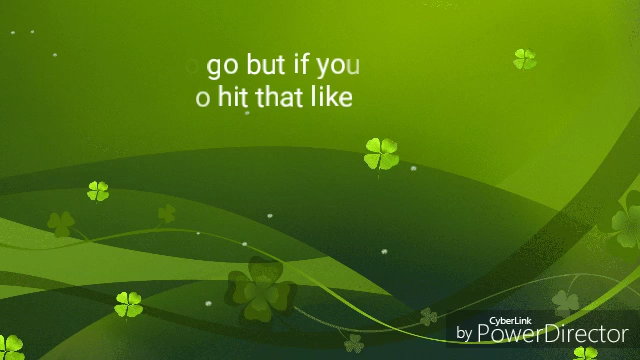 o go but if you
o hit that like
CyberLink
by PowerDirector